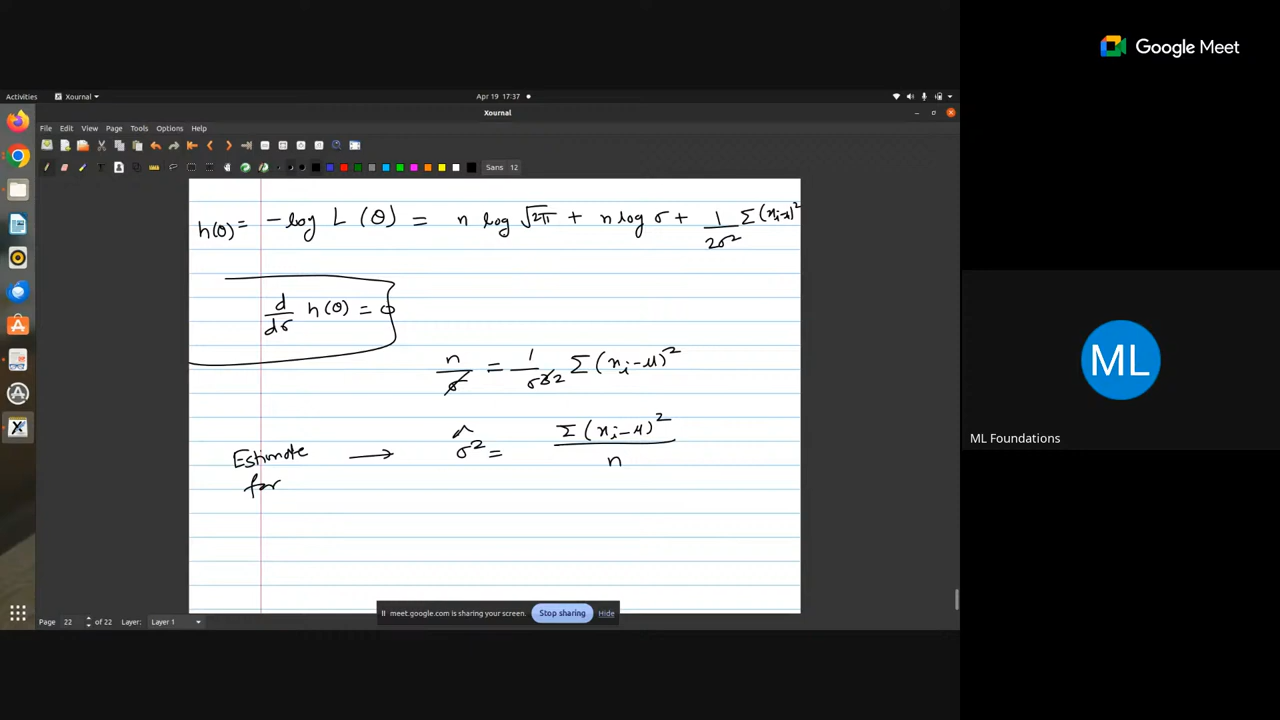 Google Meet
Activities Xournal Apr 19 17:37
Xournal
File Edit View Page Tools Options Help
Sans 12
h(θ) = -log L (θ) = n log √2π + n log σ + 1/2σ² Σ(xi-μ)²
d/dσ h(θ) = 0
n/σ = 1/σ32 Σ (xi-μ)²
Estimate for → σ̂² = Σ (xi-μ)² / n
ML
ML Foundations
meet.google.com is sharing your screen. Stop sharing Hide
Page 22 of 22 Layer: Layer 1